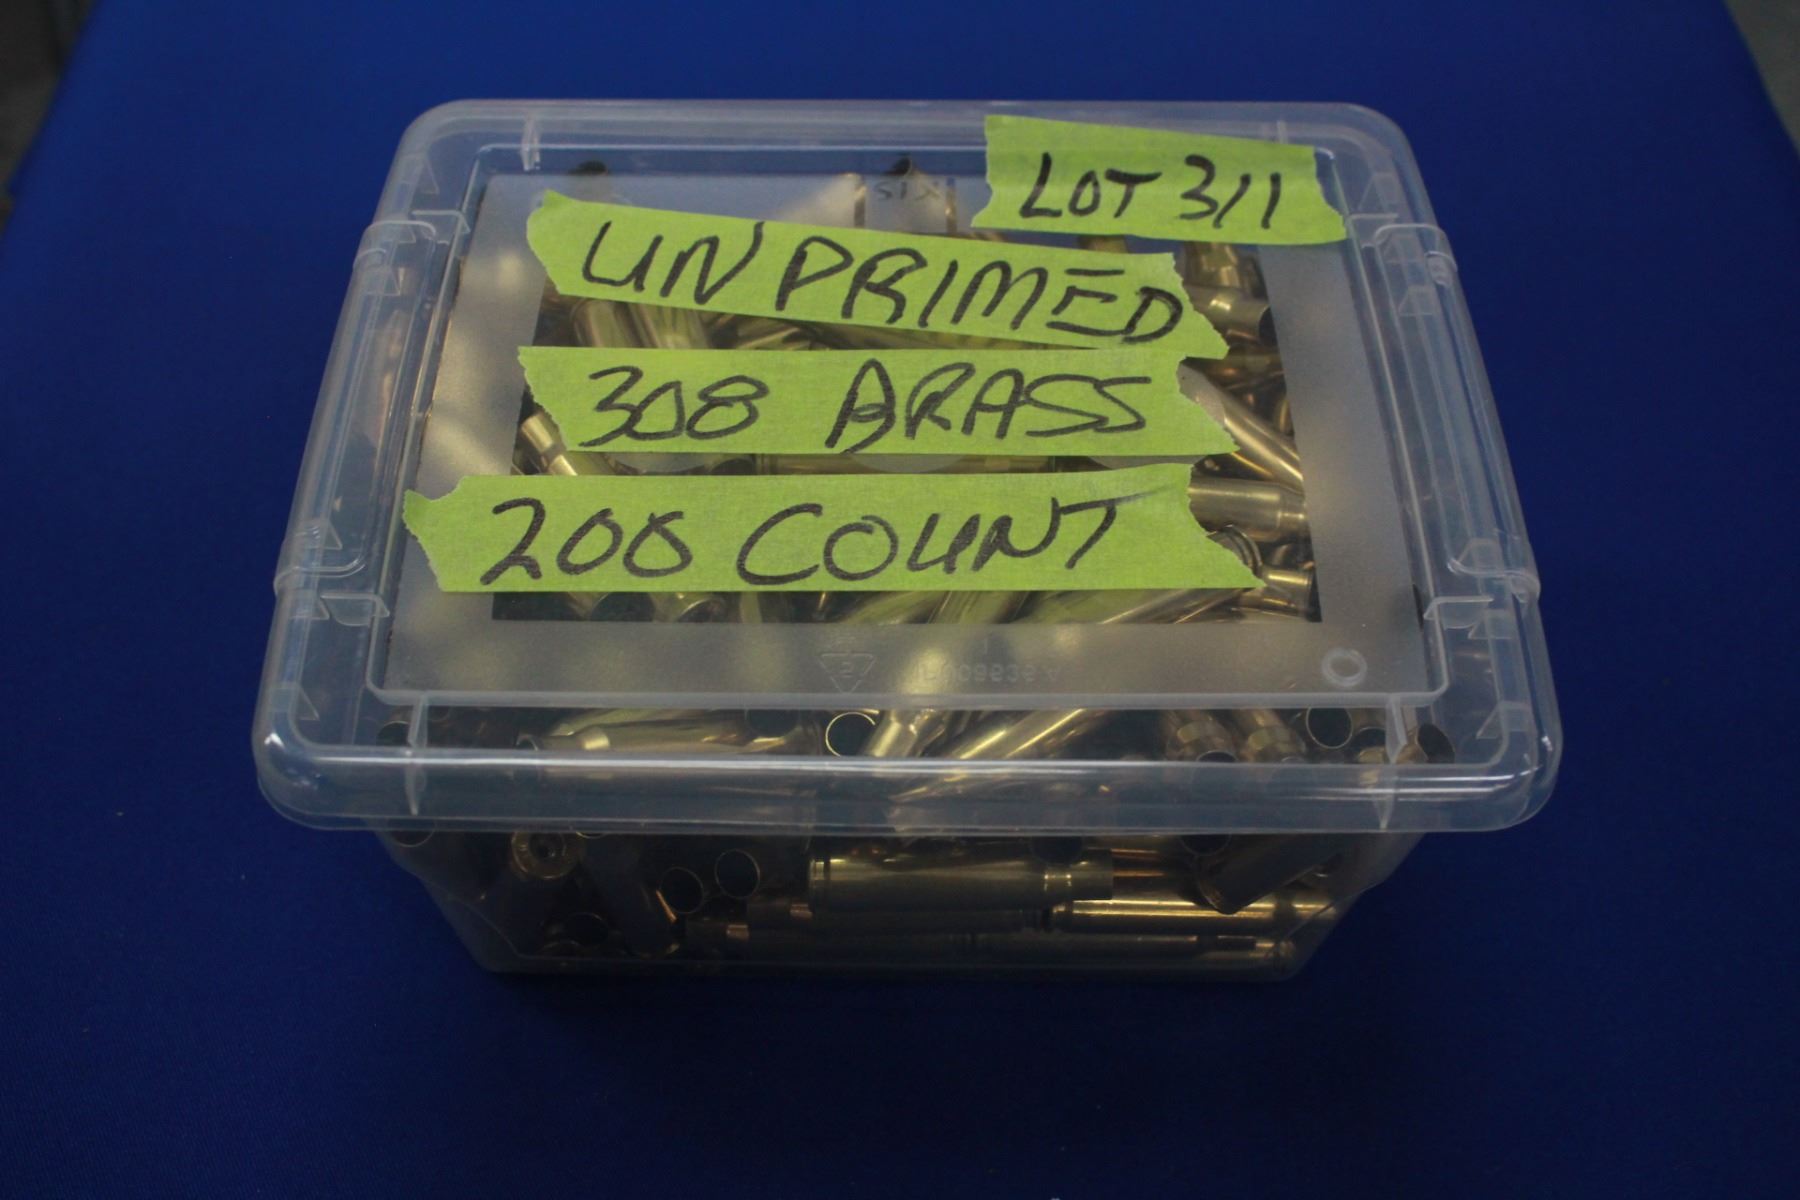 LOT 311
UNPRIMED
308 BRASS
200 COUNT